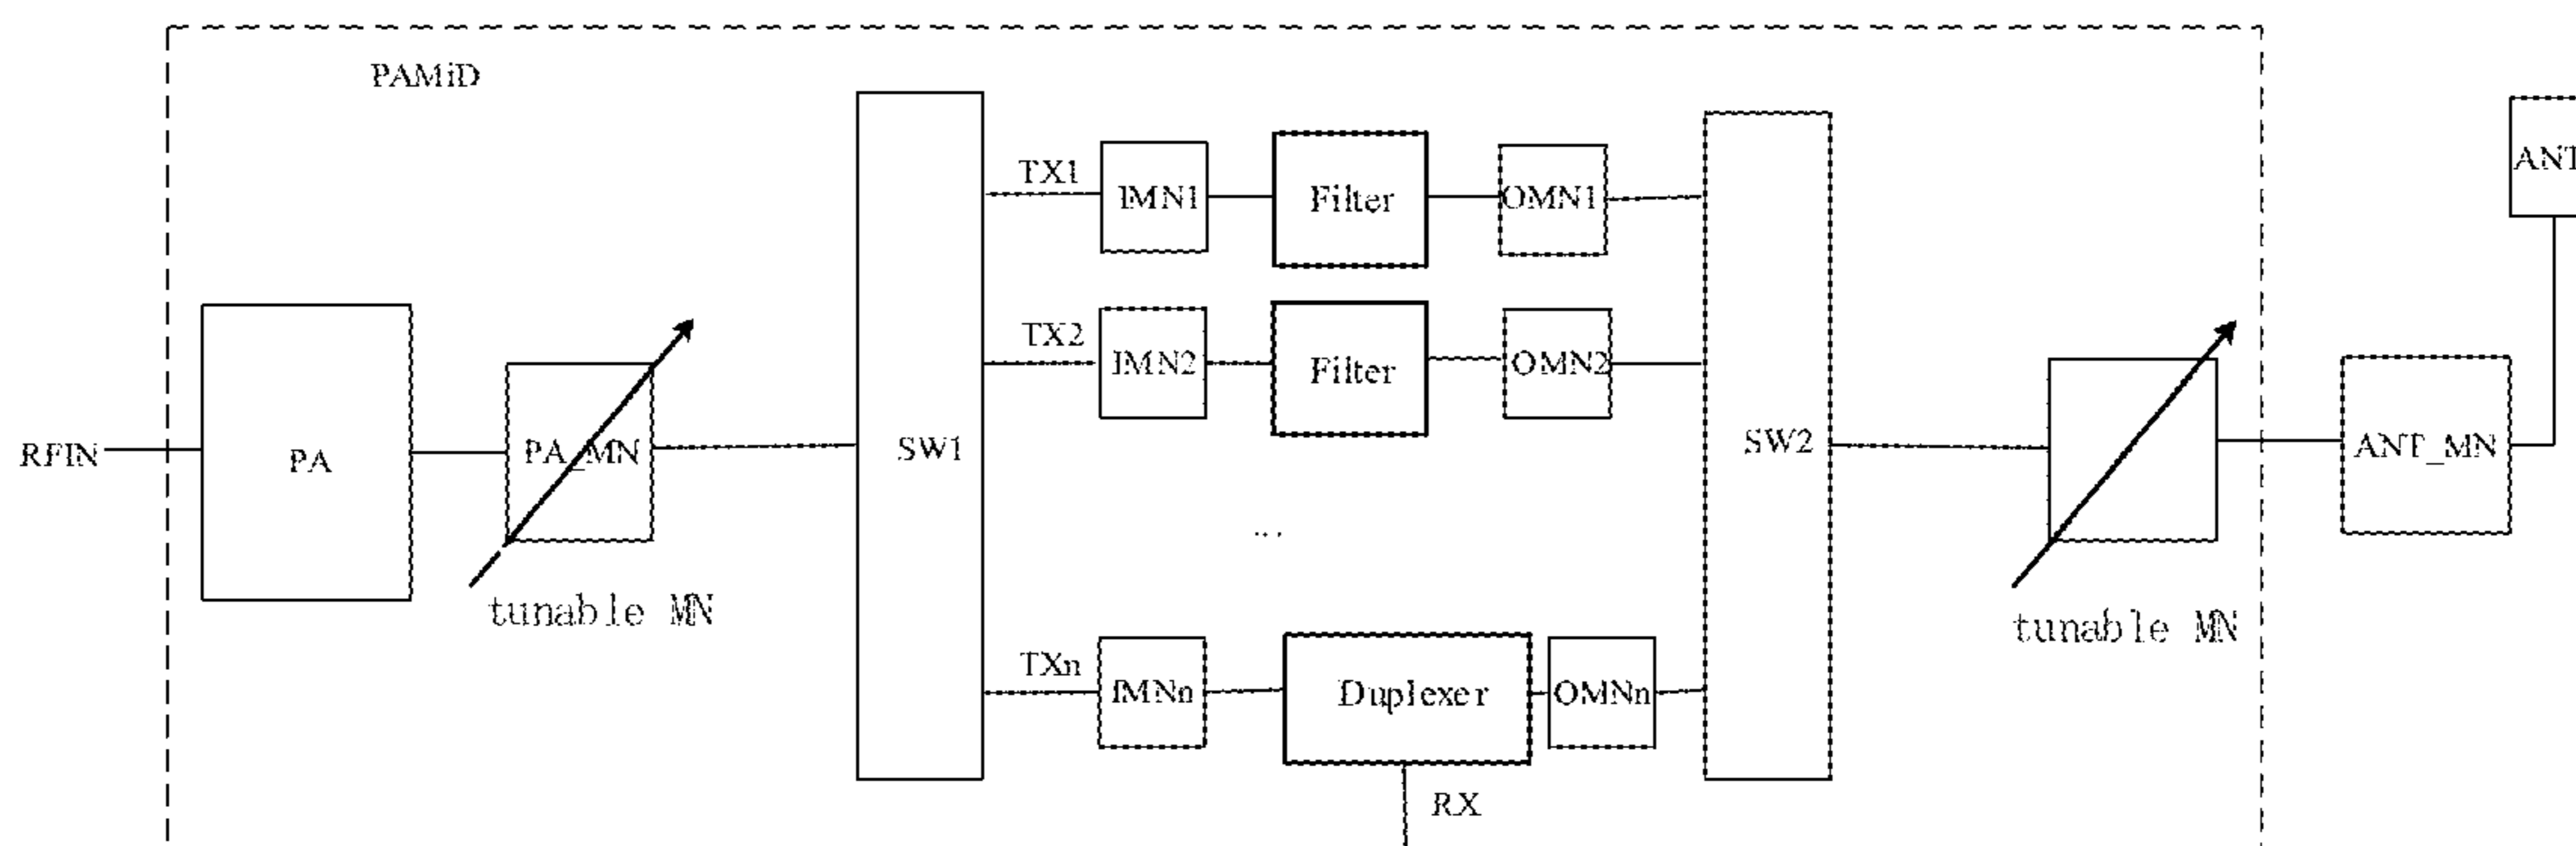 PAMiD
TX1
IMN1
Filter
OMN1
ANT
TX2
IMN2
Filter
OMN2
RFIN
PA
PA_MN
SW1
SW2
ANT_MN
...
tunable MN
tunable MN
TXn
IMNn
Duplexer
OMNn
RX